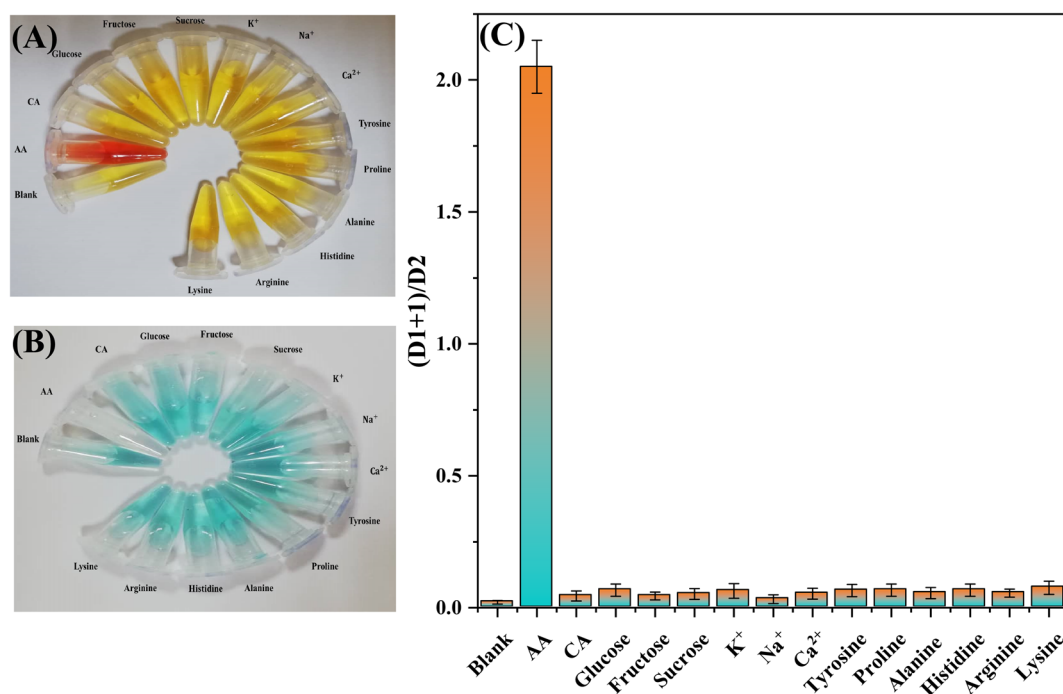 (A)
Fructose
Sucrose
K⁺
Na⁺
Glucose
Ca²⁺
CA
Tyrosine
AA
Proline
Blank
Alanine
Histidine
Arginine
Lysine
(B)
Glucose
Fructose
CA
Sucrose
K⁺
AA
Na⁺
Blank
Ca²⁺
Tyrosine
Lysine
Proline
Arginine
Histidine
Alanine
(C)
(D1+1)/D2
2.0
1.5
1.0
0.5
0.0
Blank
AA
CA
Glucose
Fructose
Sucrose
K⁺
Na⁺
Ca²⁺
Tyrosine
Proline
Alanine
Histidine
Arginine
Lysine